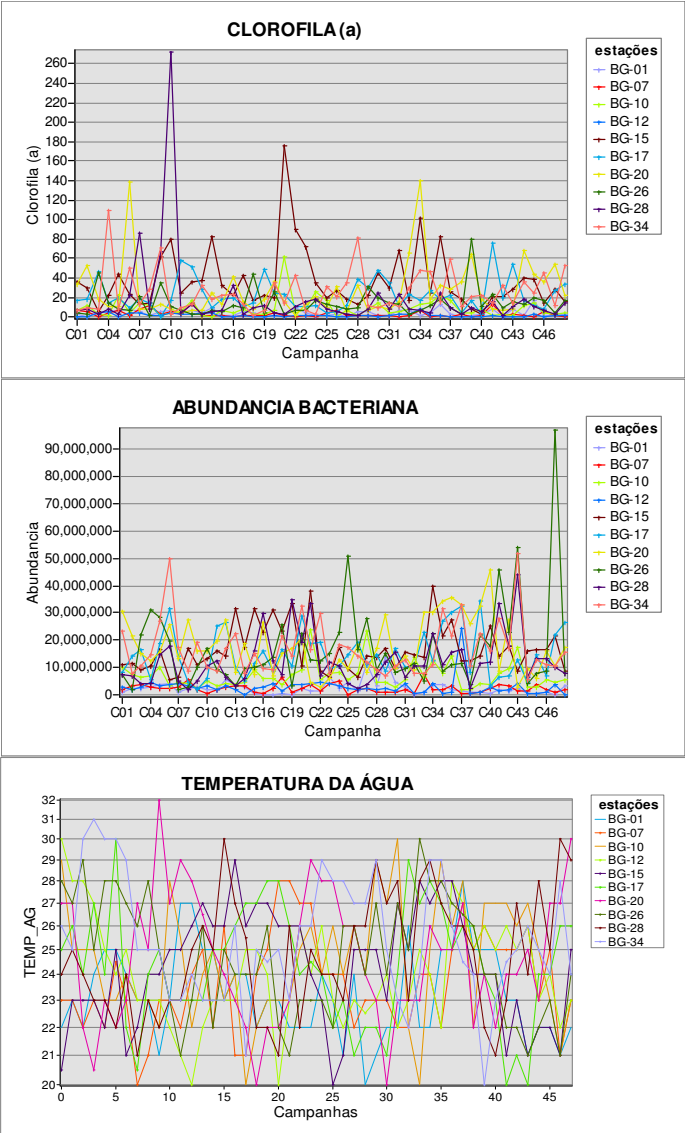 CLOROFILA (a)
260
240
220
200
180
160
140
120
100
80
60
40
20
0
Clorofila (a)
C01 C04 C07 C10 C13 C16 C19 C22 C25 C28 C31 C34 C37 C40 C43 C46
Campanha
estações
BG-01
BG-07
BG-10
BG-12
BG-15
BG-17
BG-20
BG-26
BG-28
BG-34
ABUNDANCIA BACTERIANA
90,000,000
80,000,000
70,000,000
60,000,000
50,000,000
40,000,000
30,000,000
20,000,000
10,000,000
0
Abundancia
C01 C04 C07 C10 C13 C16 C19 C22 C25 C28 C31 C34 C37 C40 C43 C46
Campanha
estações
BG-01
BG-07
BG-10
BG-12
BG-15
BG-17
BG-20
BG-26
BG-28
BG-34
TEMPERATURA DA ÁGUA
32
31
30
29
28
27
26
25
24
23
22
21
20
TEMP_AG
0 5 10 15 20 25 30 35 40 45
Campanhas
estações
BG-01
BG-07
BG-10
BG-12
BG-15
BG-17
BG-20
BG-26
BG-28
BG-34